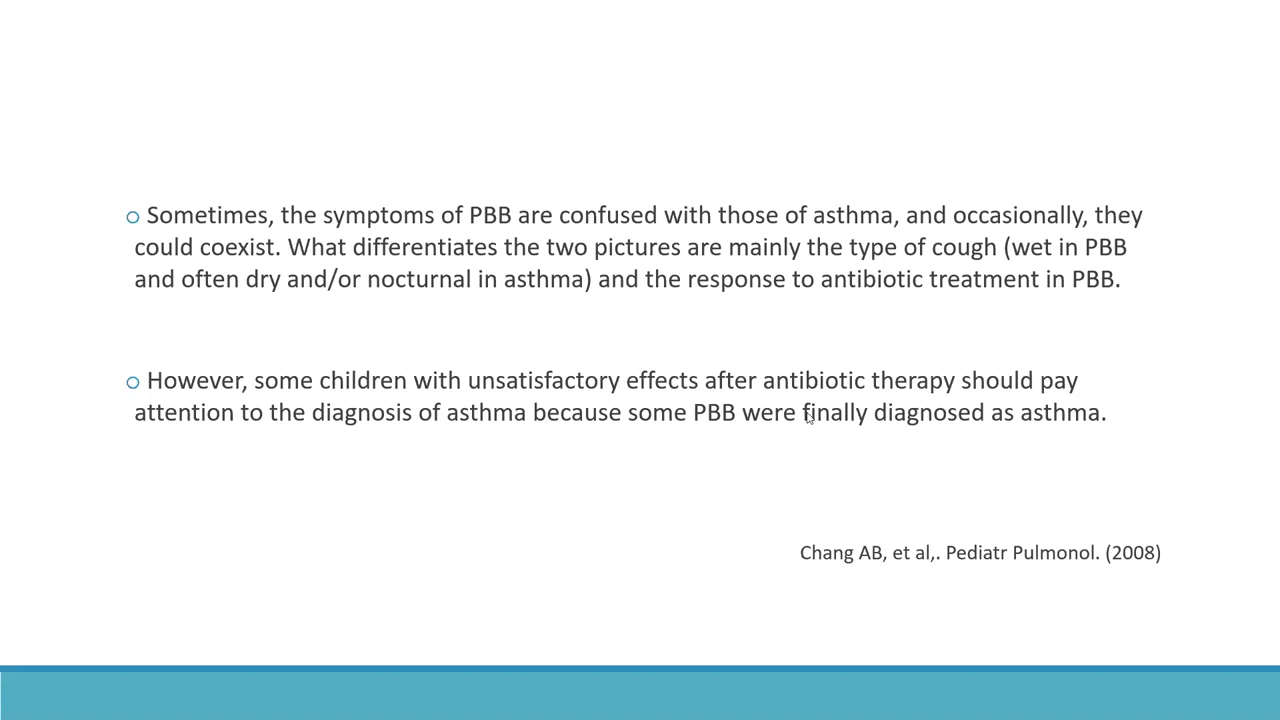 Sometimes, the symptoms of PBB are confused with those of asthma, and occasionally, they
could coexist. What differentiates the two pictures are mainly the type of cough (wet in PBB
and often dry and/or nocturnal in asthma) and the response to antibiotic treatment in PBB.
However, some children with unsatisfactory effects after antibiotic therapy should pay
attention to the diagnosis of asthma because some PBB were finally diagnosed as asthma.
Chang AB, et al,. Pediatr Pulmonol. (2008)